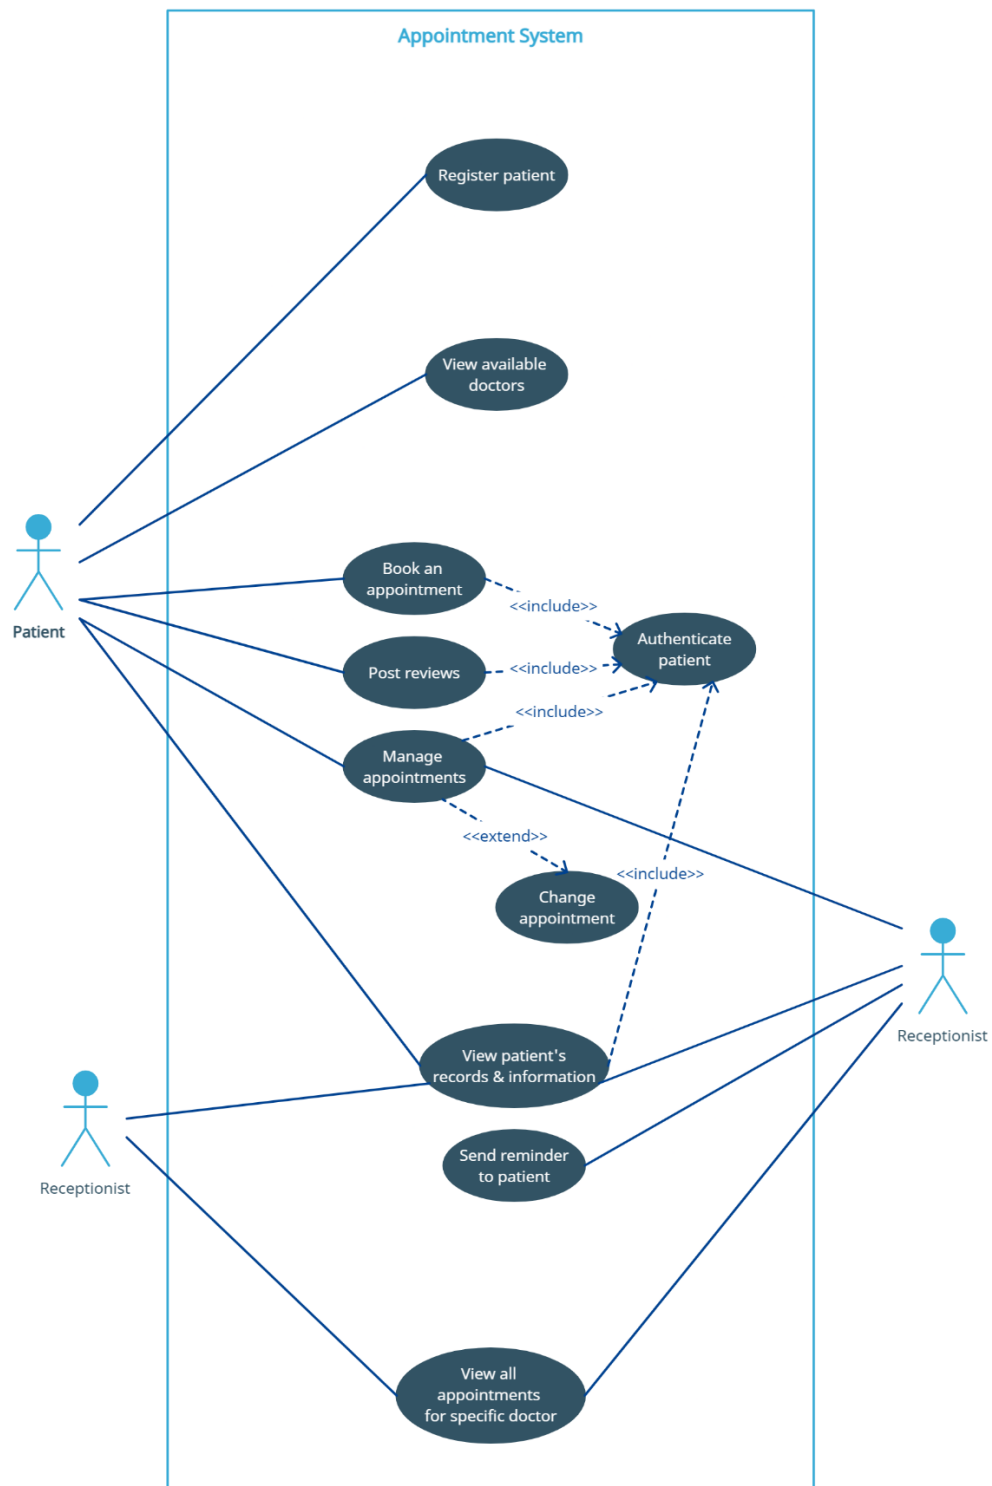 Appointment System
Register patient
View available
doctors
Book an
appointment
<<include>>
Authenticate
patient
Patient
Post reviews
<<include>>
<<include>>
Manage
appointments
<<extend>>
<<include>>
Change
appointment
Receptionist
View patient's
records & information
Send reminder
to patient
Receptionist
View all
appointments
for specific doctor